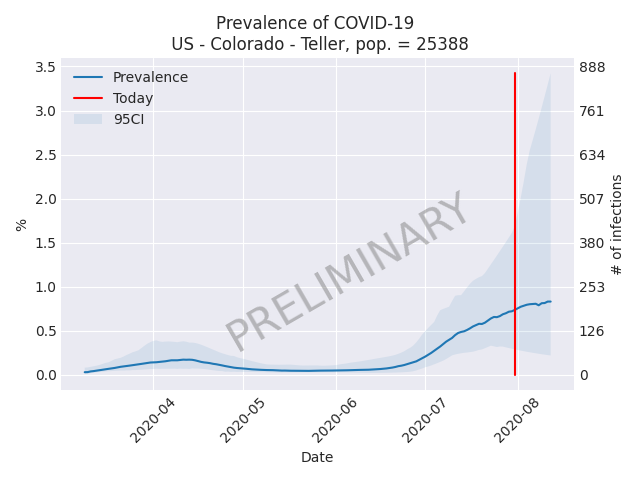 Prevalence of COVID-19
US - Colorado - Teller, pop. = 25388
Prevalence
Today
95CI
3.5
3.0
2.5
2.0
1.5
1.0
0.5
0.0
%
888
761
634
507
380
253
126
0
# of infections
PRELIMINARY
2020-04
2020-05
2020-06
2020-07
2020-08
Date